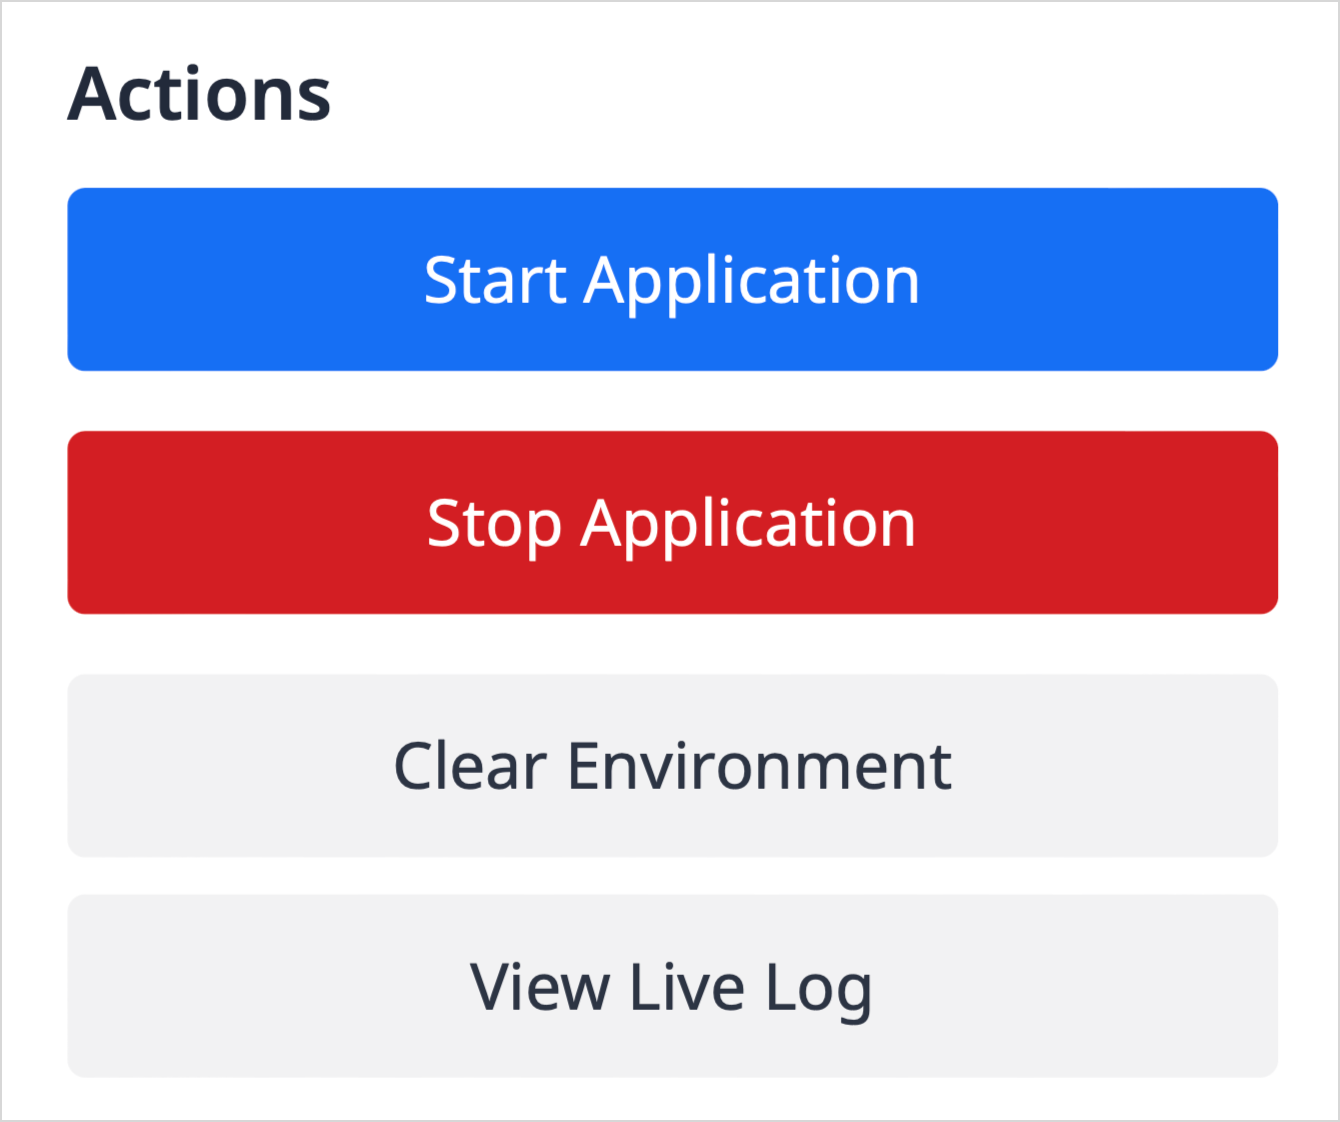 Actions
Start Application
Stop Application
Clear Environment
View Live Log